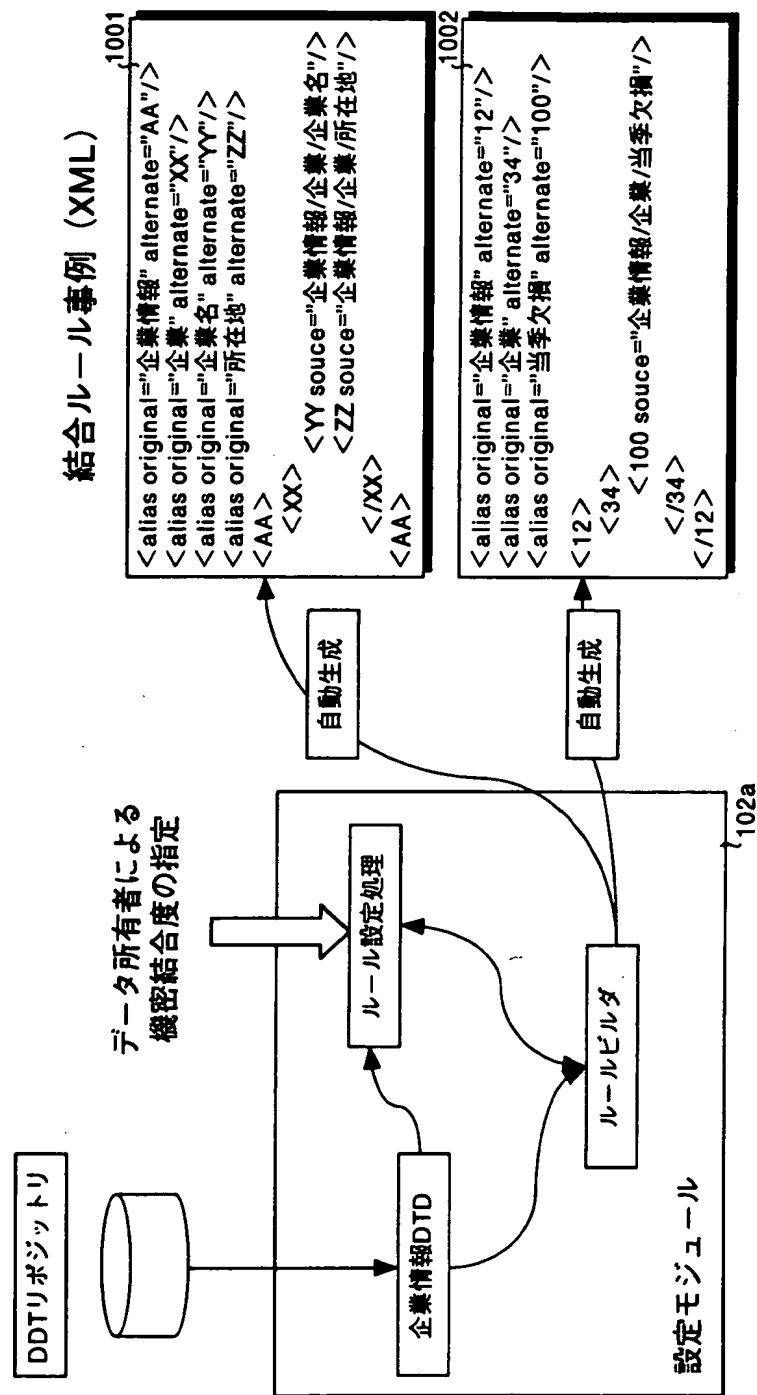 DDTリポジットリ
データ所有者による
機密結合度の指定
企業情報DTD
ルール設定処理
ルールビルダ
設定モジュール
102a
自動生成
自動生成
結合ルール事例 (XML)
1001
<alias original="企業情報" alternate="AA"/>
<alias original="企業" alternate="XX"/>
<alias original="企業名" alternate="YY"/>
<alias original="所在地" alternate="ZZ"/>
<AA>
<XX>
<YY souce="企業情報/企業/企業名"/>
<ZZ souce="企業情報/企業/所在地"/>
</XX>
<AA>
1002
<alias original="企業情報" alternate="12"/>
<alias original="企業" alternate="34"/>
<alias original="当季欠損" alternate="100"/>
<12>
<34>
<100 souce="企業情報/企業/当季欠損"/>
</34>
</12>